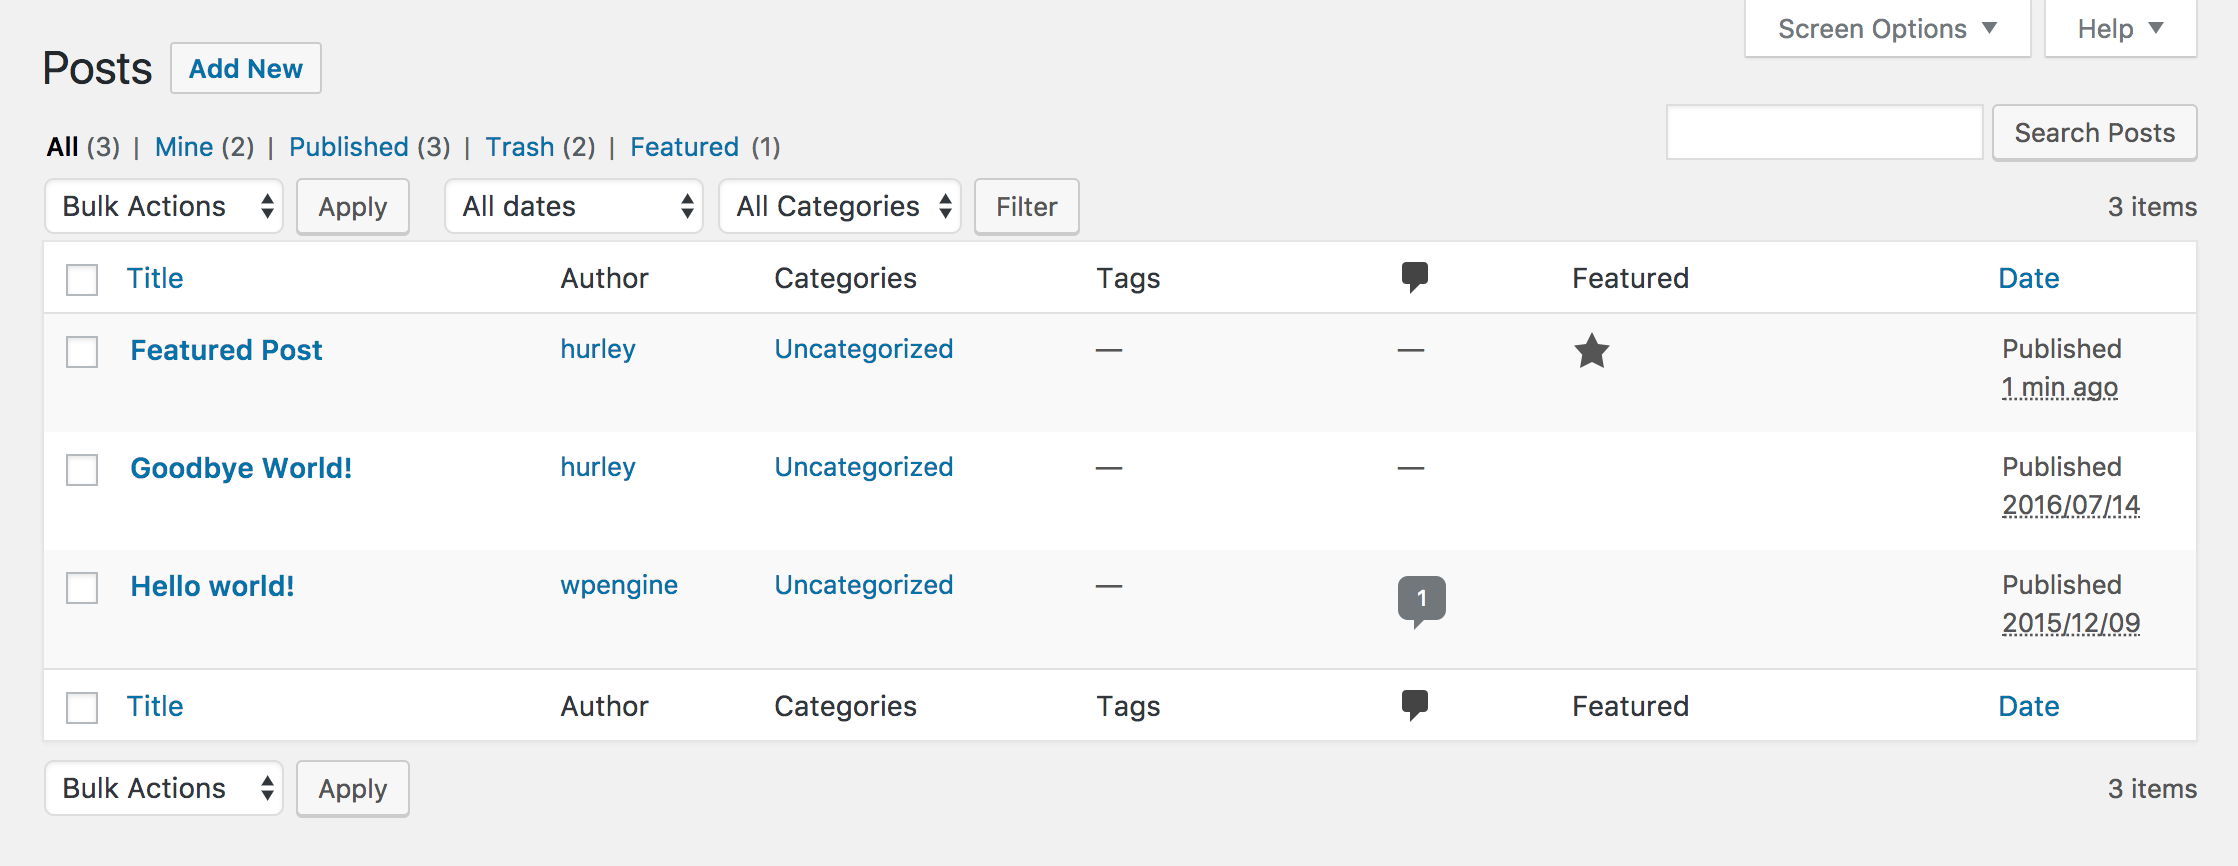 Screen Options Help
Posts Add New
All (3) | Mine (2) | Published (3) | Trash (2) | Featured (1)
Search Posts
Bulk Actions Apply All dates All Categories Filter 3 items
Title Author Categories Tags Featured Date
Featured Post hurley Uncategorized — — Published
1 min ago
Goodbye World! hurley Uncategorized — — Published
2016/07/14
Hello world! wpengine Uncategorized — 1 Published
2015/12/09
Title Author Categories Tags Featured Date
Bulk Actions Apply 3 items